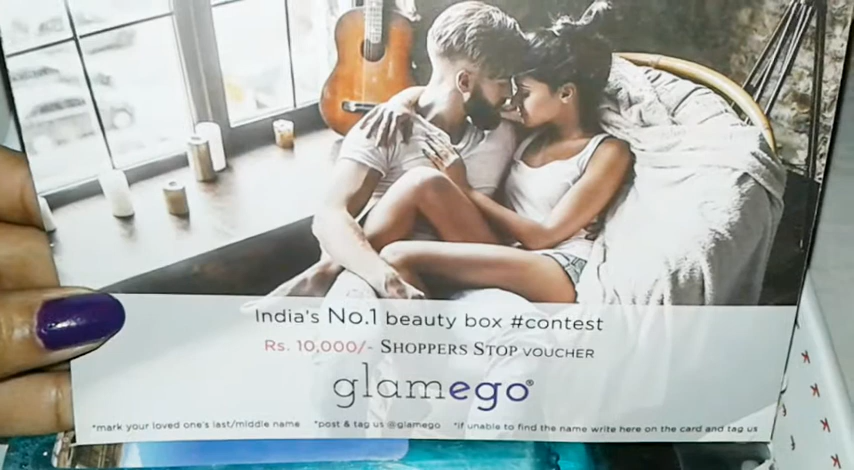 India's No.1 beauty box #contest
Rs. 10,000/- SHOPPERS STOP VOUCHER
glamego®
*mark your loved one's last/middle name *post & tag us @glamego *if unable to find the name write here on the card and tag us
K
K
K
K